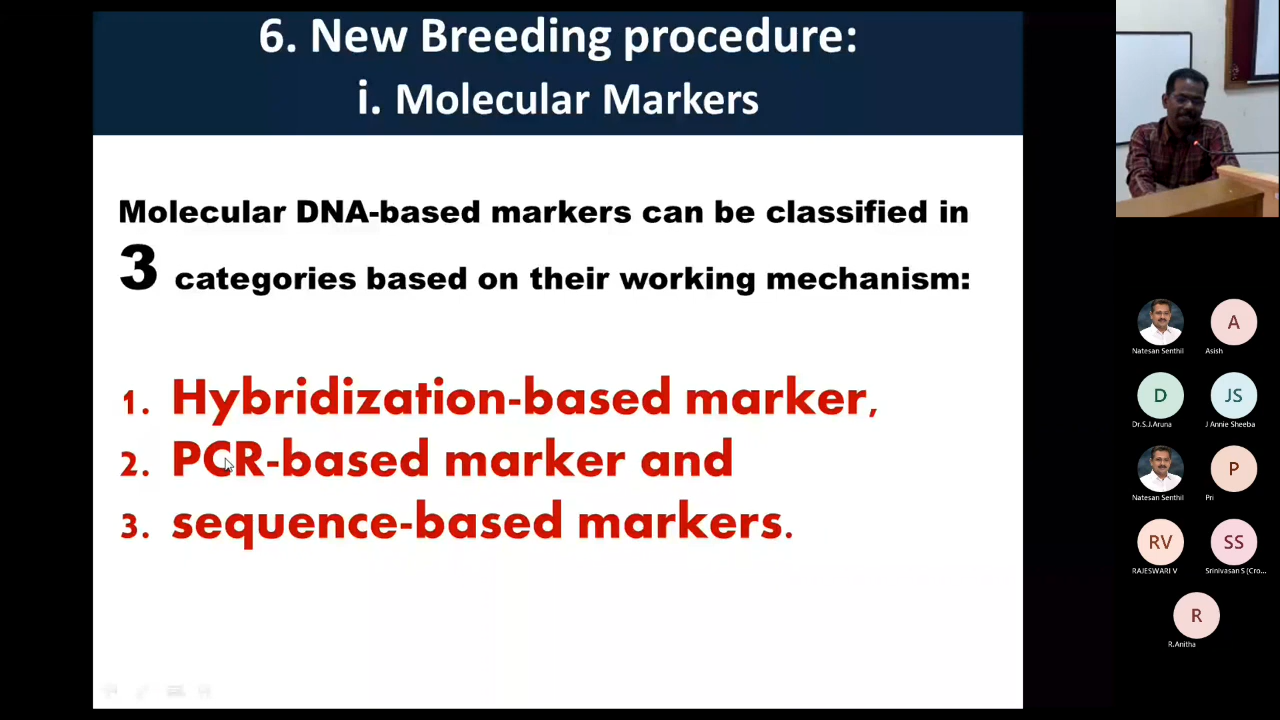 6. New Breeding procedure:
i. Molecular Markers
Molecular DNA-based markers can be classified in
3 categories based on their working mechanism:
1. Hybridization-based marker,
2. PCR-based marker and
3. sequence-based markers.
Natesan Senthil
A
Asish
D
Dr.S.J.Aruna
JS
J Annie Sheeba
Natesan Senthil
P
Pri
RV
RAJESWARI V
SS
Srinivasan S (Cro...
R
R.Anitha